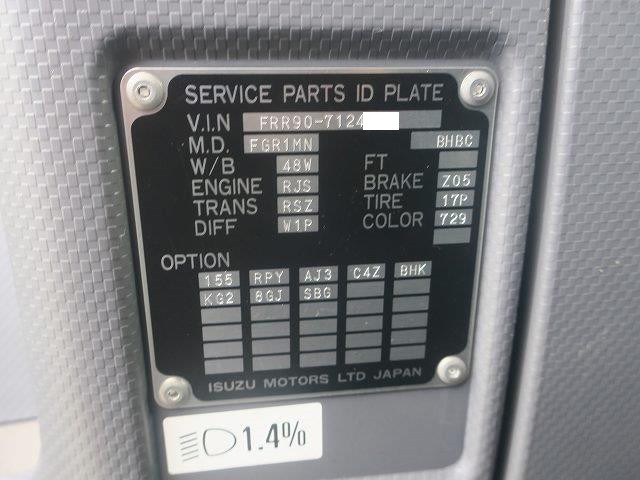 SERVICE PARTS ID PLATE
V.I.N FRR90-7124
M.D. FGR1MN BHBC
W/B 48W FT
ENGINE RJS BRAKE Z05
TRANS RSZ TIRE 17P
DIFF W1P COLOR 729
OPTION
155 RPY AJ3 C4Z BHK
KG2 8GJ SBG
ISUZU MOTORS LTD JAPAN
1.4%